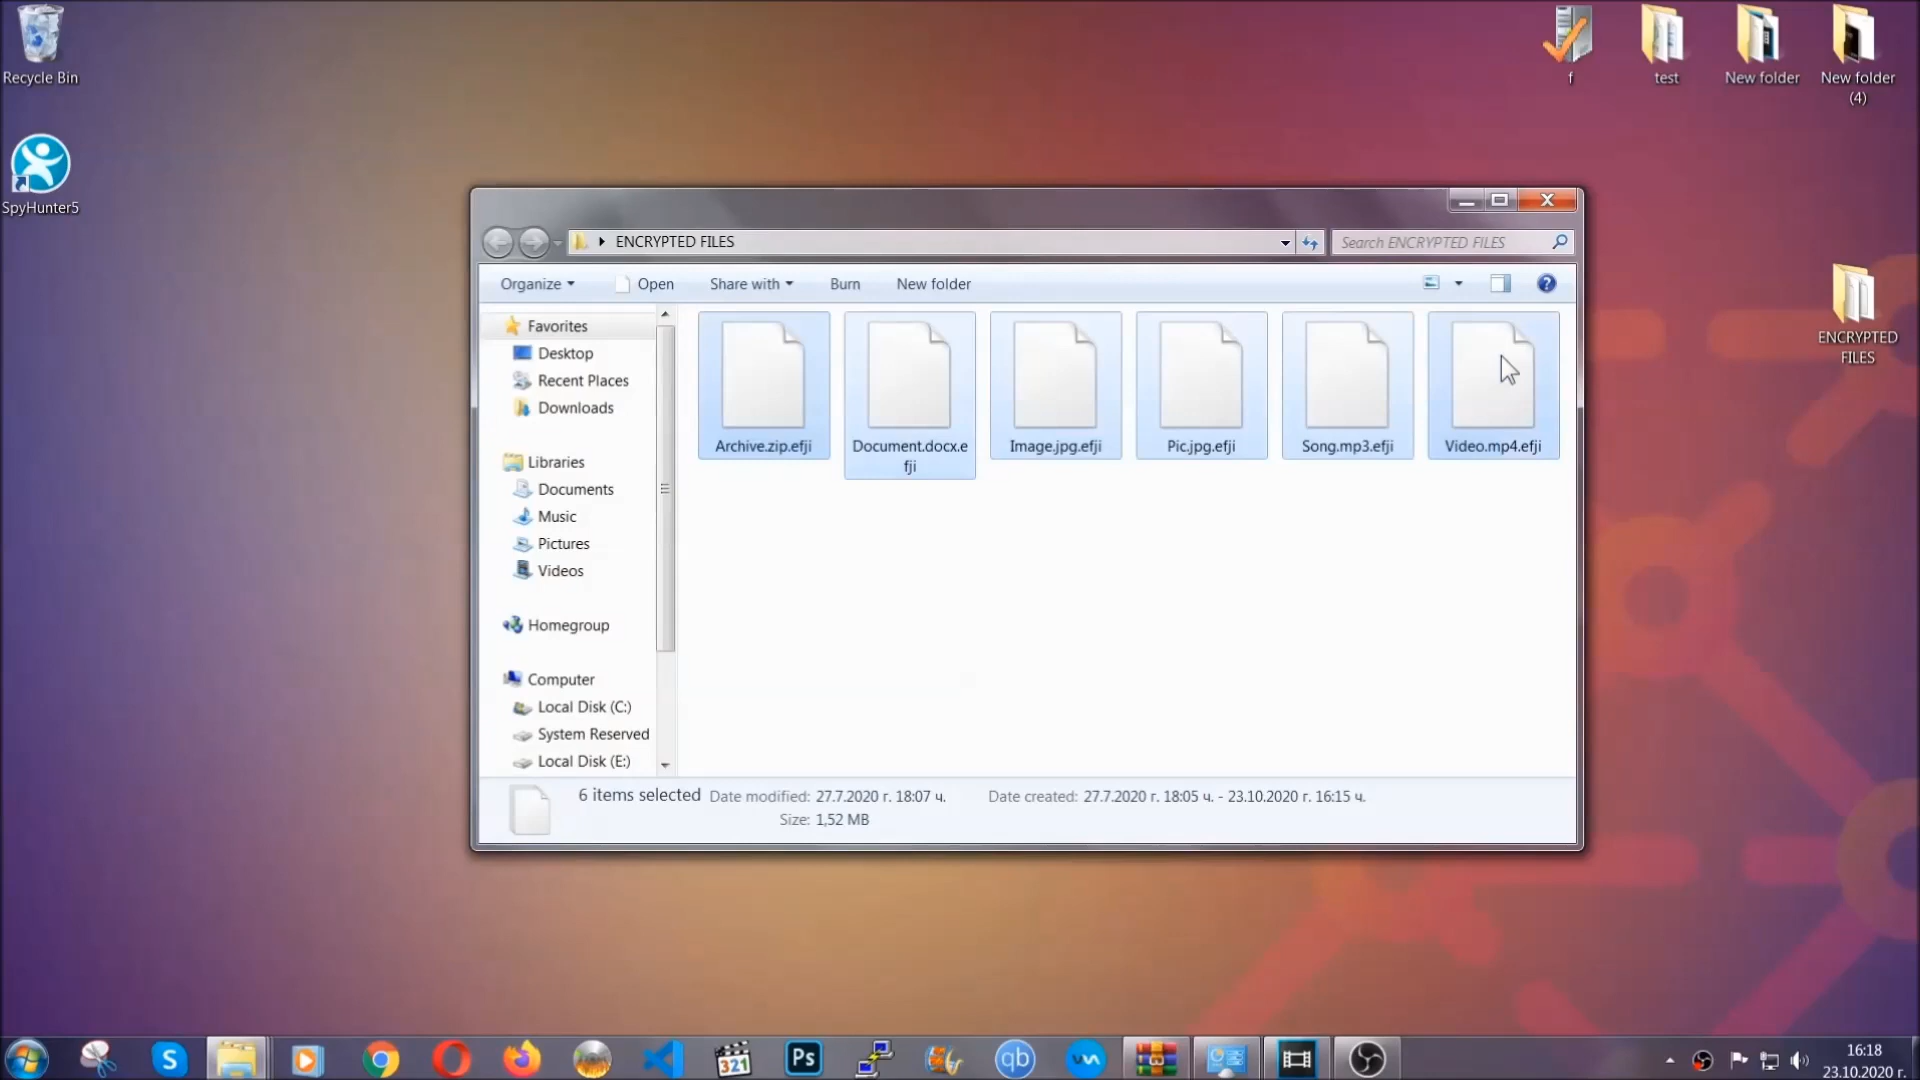 Recycle Bin
SpyHunter5
f
test
New folder
New folder
(4)
ENCRYPTED
FILES
ENCRYPTED FILES
Search ENCRYPTED FILES
Organize
Open
Share with
Burn
New folder
Favorites
Desktop
Recent Places
Downloads
Libraries
Documents
Music
Pictures
Videos
Homegroup
Computer
Local Disk (C:)
System Reserved
Local Disk (E:)
Archive.zip.efji
Document.docx.e
fji
Image.jpg.efji
Pic.jpg.efji
Song.mp3.efji
Video.mp4.efji
6 items selected
Date modified: 27.7.2020 г. 18:07 ч.
Date created: 27.7.2020 г. 18:05 ч. - 23.10.2020 г. 16:15 ч.
Size: 1,52 MB
S
321
Ps
qb
16:18
23.10.2020 г.